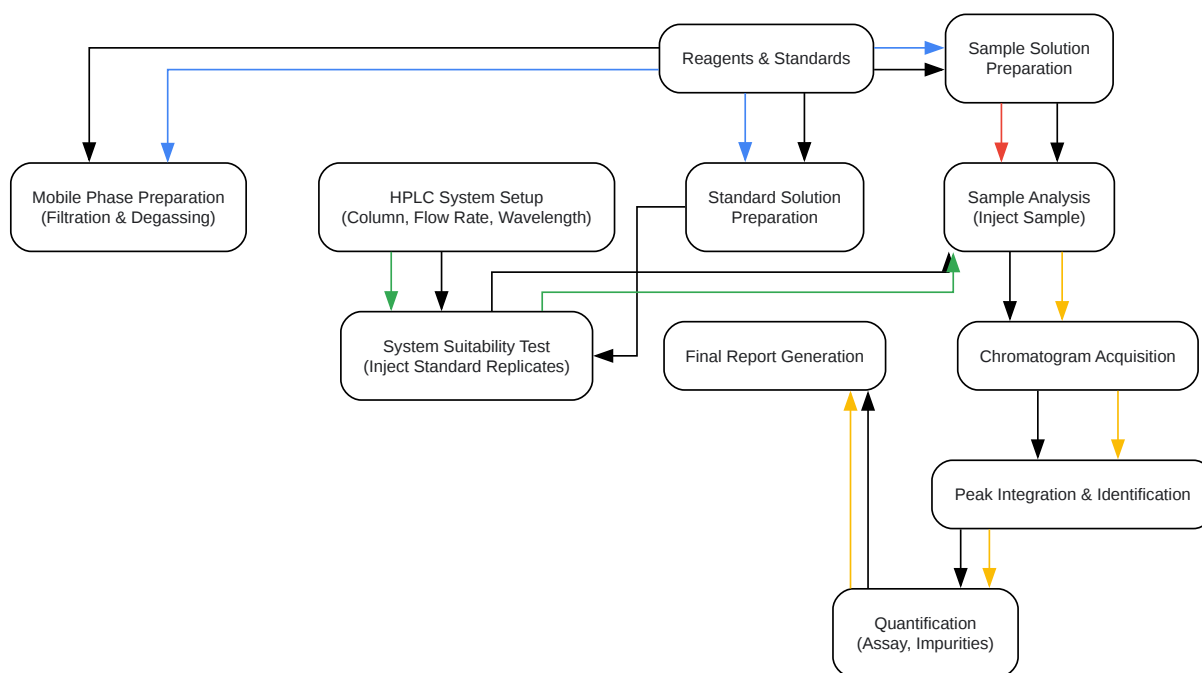 Reagents & Standards
Sample Solution
Preparation
Mobile Phase Preparation
(Filtration & Degassing)
HPLC System Setup
(Column, Flow Rate, Wavelength)
Standard Solution
Preparation
Sample Analysis
(Inject Sample)
System Suitability Test
(Inject Standard Replicates)
Final Report Generation
Chromatogram Acquisition
Peak Integration & Identification
Quantification
(Assay, Impurities)